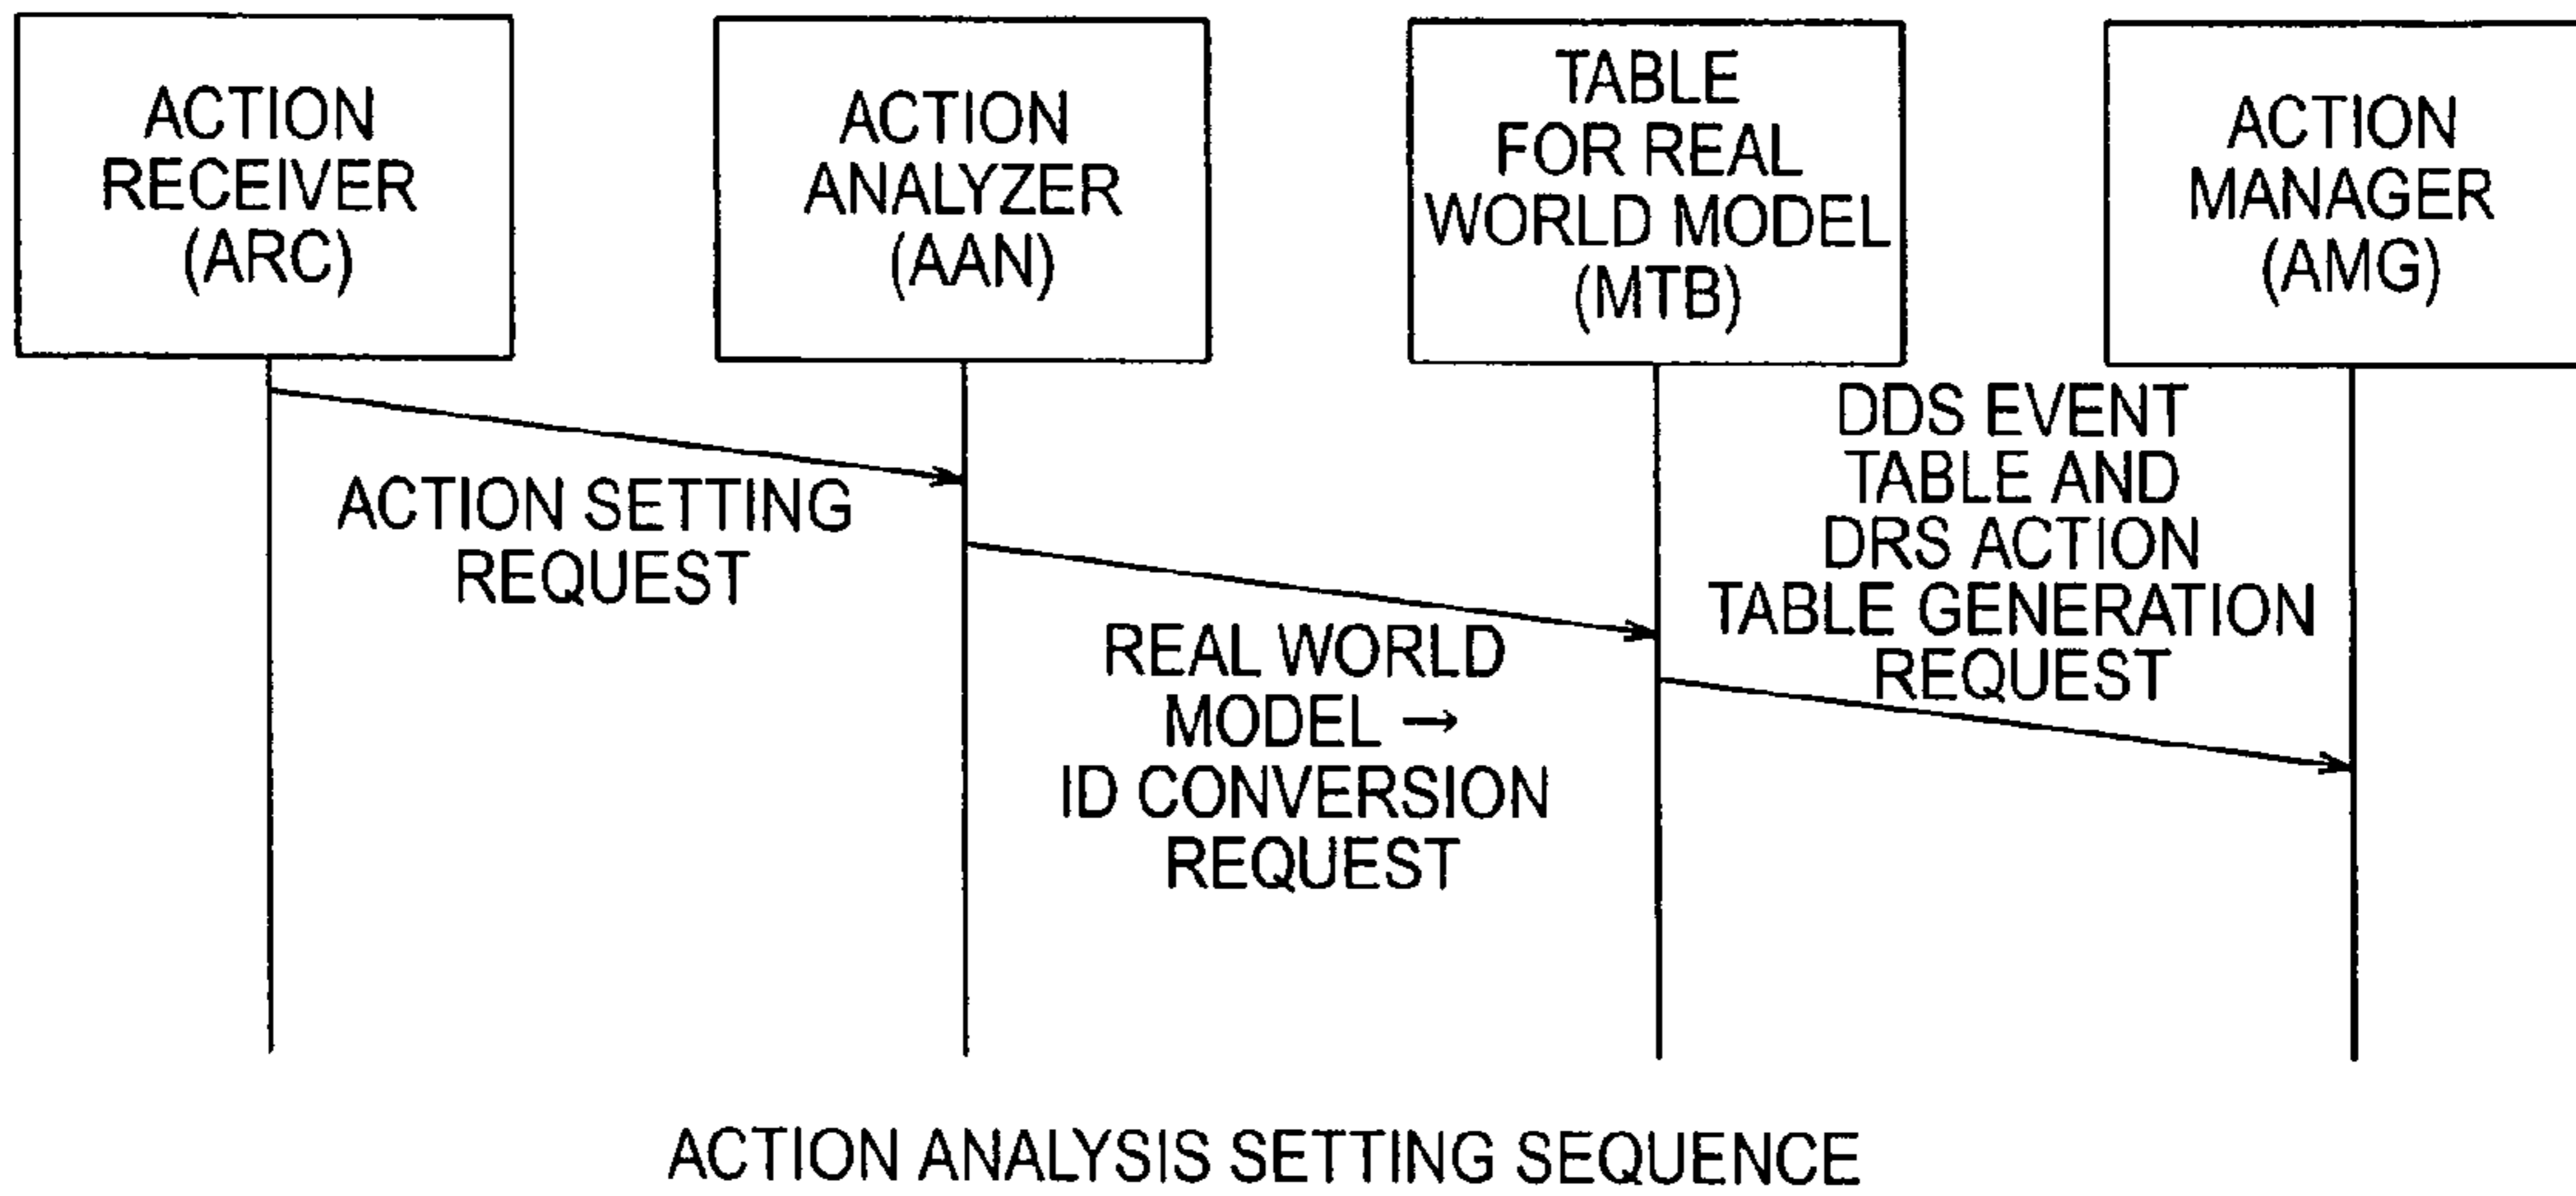 ACTION
RECEIVER
(ARC)
ACTION
ANALYZER
(AAN)
TABLE
FOR REAL
WORLD MODEL
(MTB)
ACTION
MANAGER
(AMG)
ACTION SETTING
REQUEST
REAL WORLD
MODEL →
ID CONVERSION
REQUEST
DDS EVENT
TABLE AND
DRS ACTION
TABLE GENERATION
REQUEST
ACTION ANALYSIS SETTING SEQUENCE